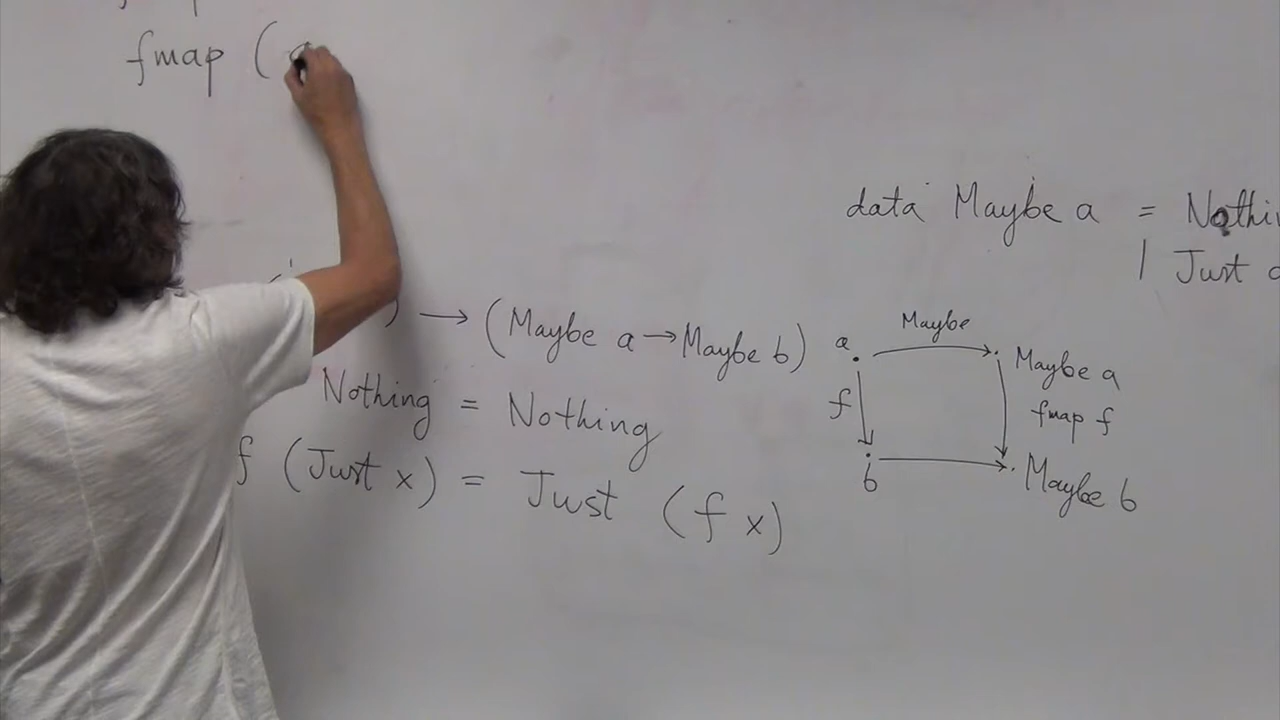 fmap (
data Maybe a = Nothi
| Just a
) → (Maybe a → Maybe b)
Nothing = Nothing
f (Just x) = Just (f x)
a Maybe Maybe a
f fmap f
b Maybe b